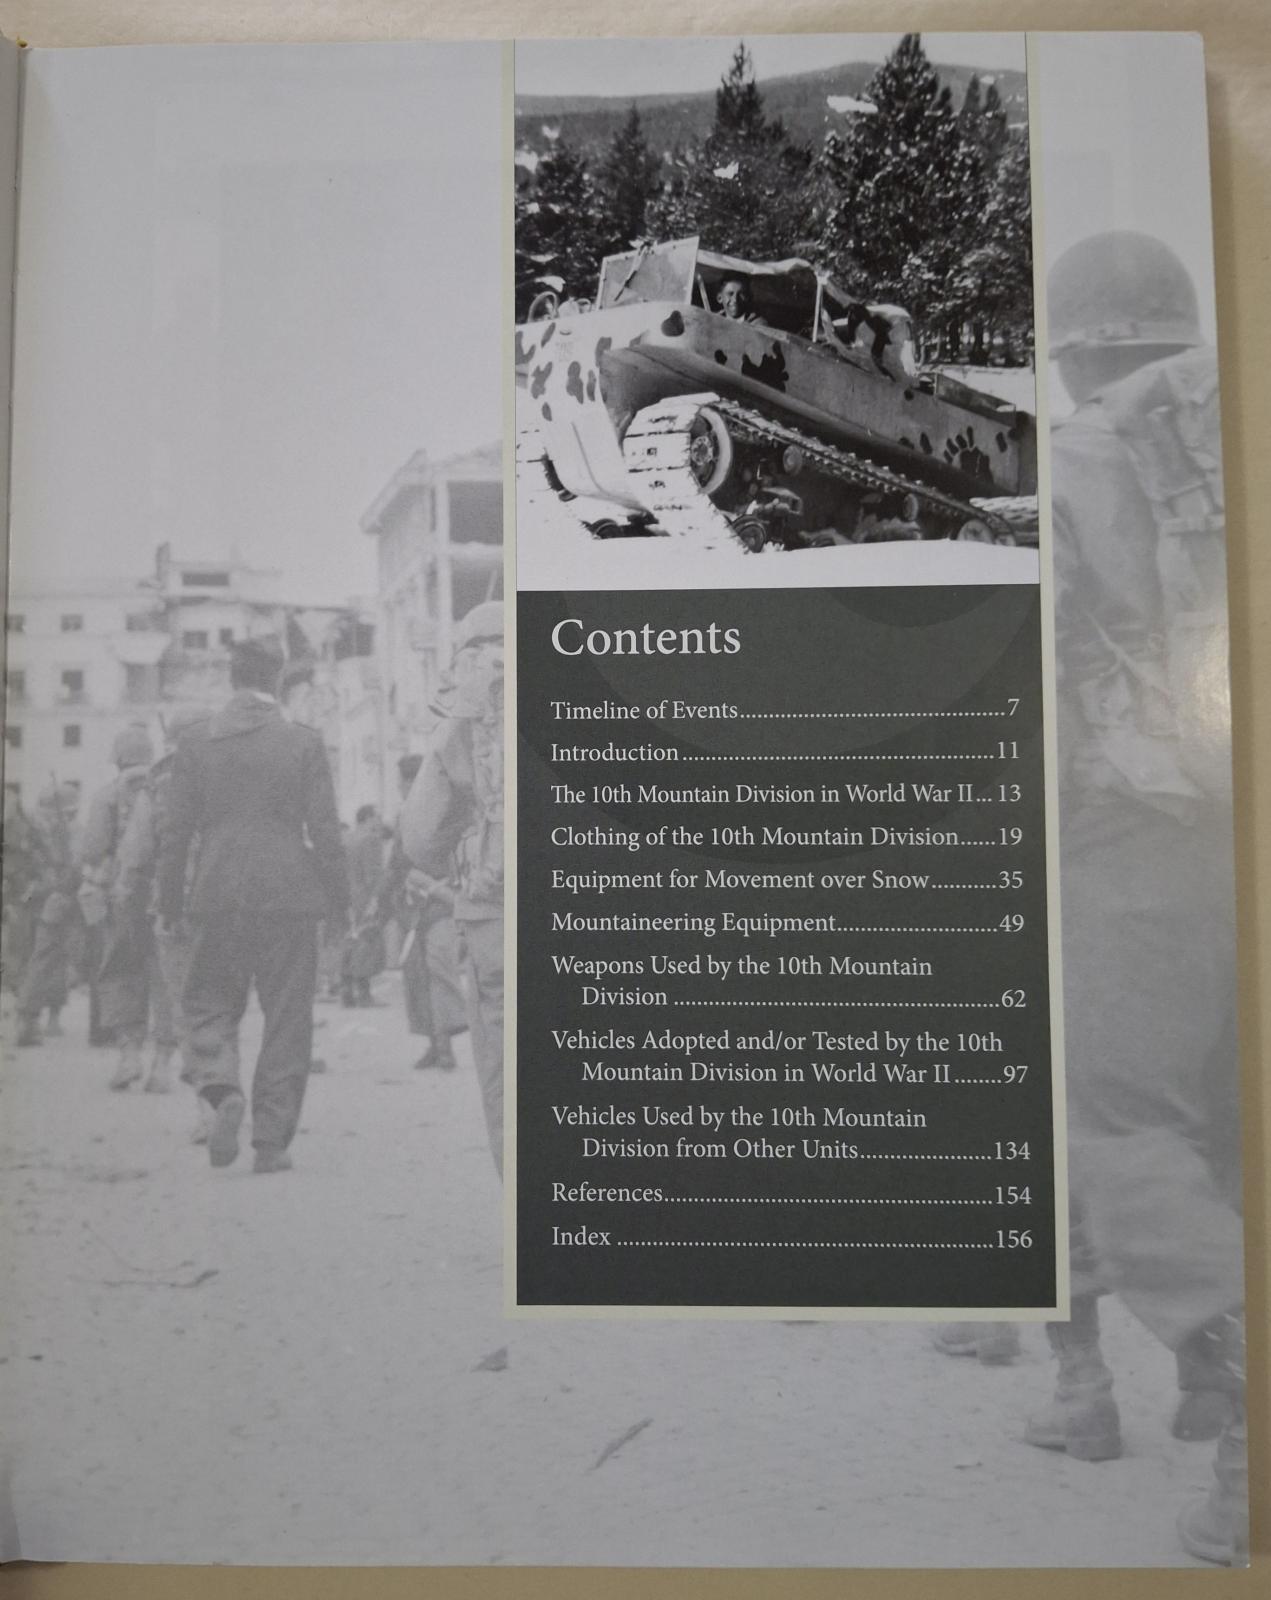 Contents
Timeline of Events..........................................7
Introduction..................................................11
The 10th Mountain Division in World War II... 13
Clothing of the 10th Mountain Division......19
Equipment for Movement over Snow...........35
Mountaineering Equipment..........................49
Weapons Used by the 10th Mountain
Division ....................................................62
Vehicles Adopted and/or Tested by the 10th
Mountain Division in World War II........97
Vehicles Used by the 10th Mountain
Division from Other Units.....................134
References.....................................................154
Index ............................................................156